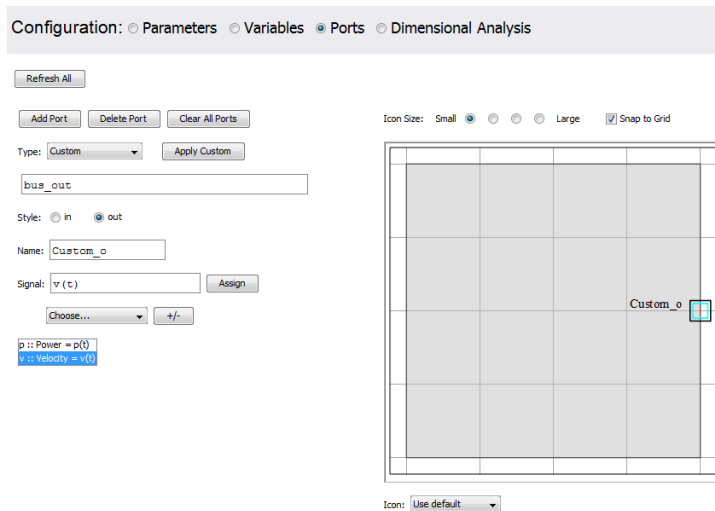 Configuration: Parameters Variables Ports Dimensional Analysis
Refresh All
Add Port Delete Port Clear All Ports
Type: Custom Apply Custom
bus_out
Style: in out
Name: Custom_o
Signal: v(t) Assign
Choose... +/-
p :: Power = p(t)
v :: Velocity = v(t)
Icon Size: Small Large Snap to Grid
Custom_o
Icon: Use default